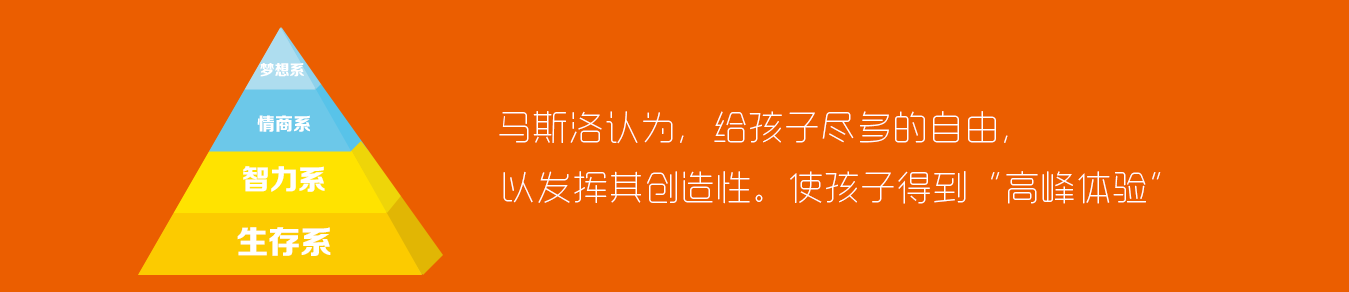 梦想系
情商系
智力系
生存系
马斯洛认为，给孩子尽多的自由，
以发挥其创造性。使孩子得到“高峰体验”